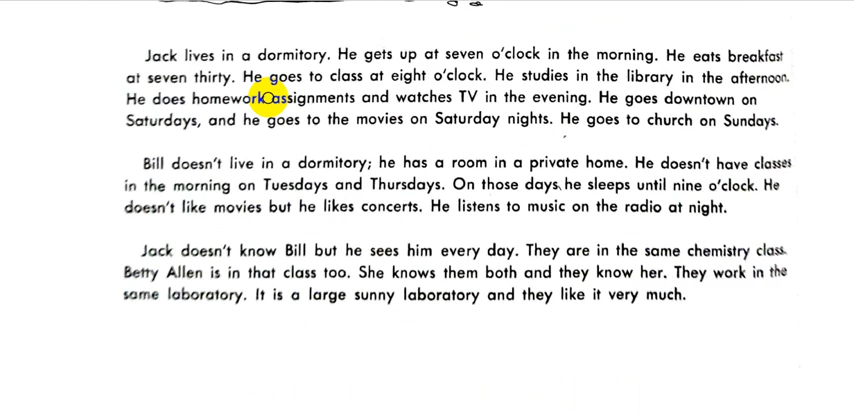 Jack lives in a dormitory. He gets up at seven o'clock in the morning. He eats breakfast
at seven thirty. He goes to class at eight o'clock. He studies in the library in the afternoon.
He does homework assignments and watches TV in the evening. He goes downtown on
Saturdays, and he goes to the movies on Saturday nights. He goes to church on Sundays.
Bill doesn't live in a dormitory; he has a room in a private home. He doesn't have classes
in the morning on Tuesdays and Thursdays. On those days, he sleeps until nine o'clock. He
doesn't like movies but he likes concerts. He listens to music on the radio at night.
Jack doesn't know Bill but he sees him every day. They are in the same chemistry class.
Betty Allen is in that class too. She knows them both and they know her. They work in the
same laboratory. It is a large sunny laboratory and they like it very much.